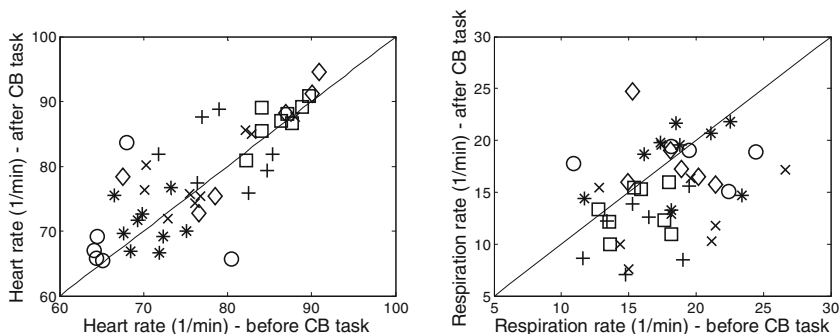 Heart rate (1/min) - after CB task
100
90
80
70
60
60 70 80 90 100
Heart rate (1/min) - before CB task
Respiration rate (1/min) - after CB task
30
25
20
15
10
5
5 10 15 20 25 30
Respiration rate (1/min) - before CB task